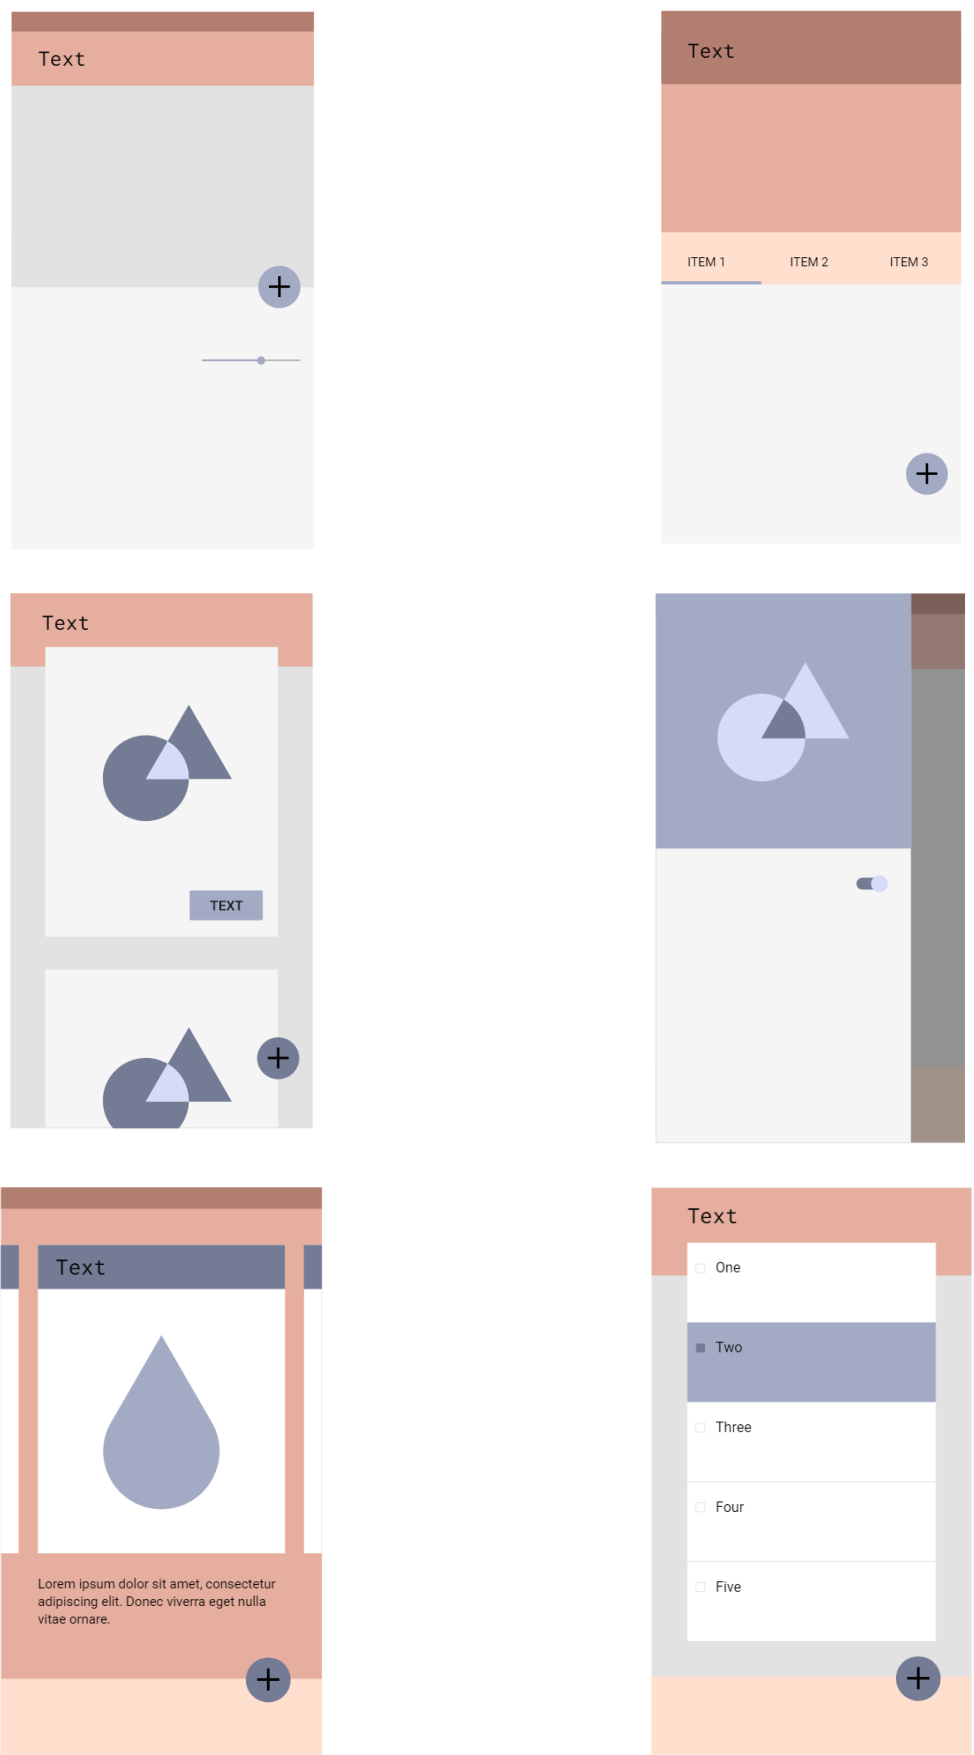 Text
Text
ITEM 1 ITEM 2 ITEM 3
Text
TEXT
Text
Lorem ipsum dolor sit amet, consectetur
adipiscing elit. Donec viverra eget nulla
vitae ornare.
Text
One
Two
Three
Four
Five